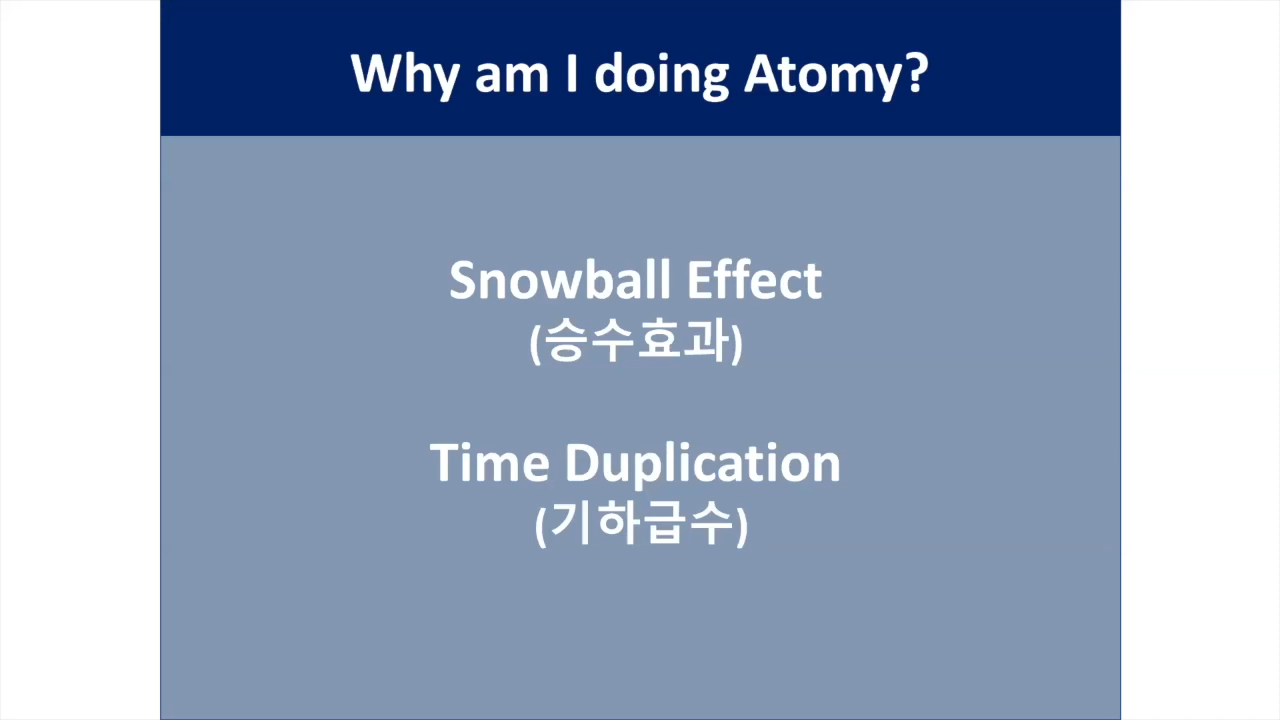 Why am I doing Atomy?
Snowball Effect
(승수효과)
Time Duplication
(기하급수)